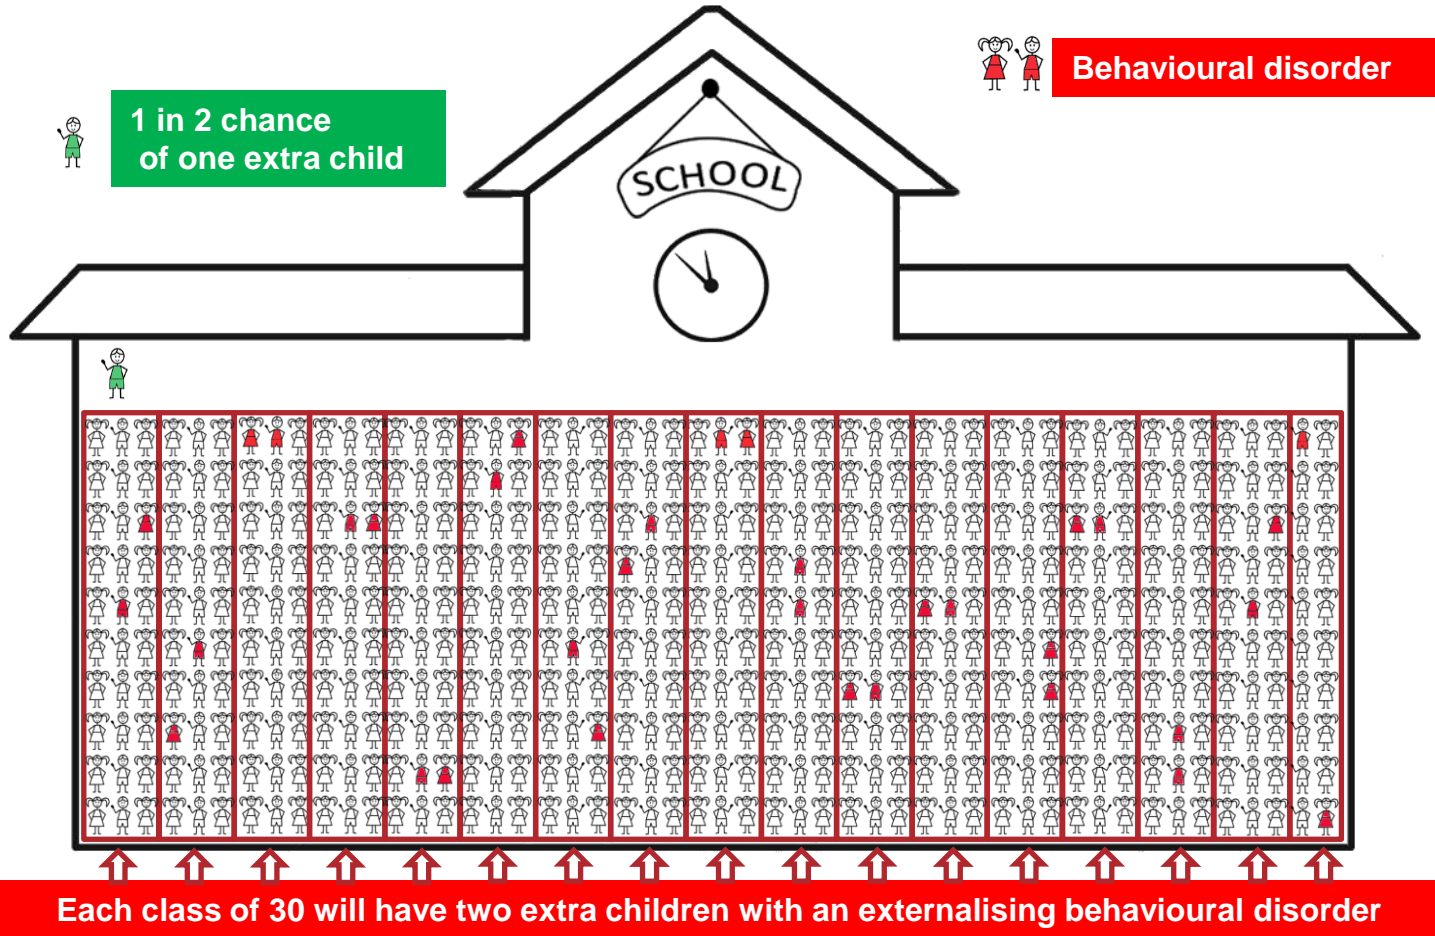 1 in 2 chance
of one extra child
Behavioural disorder
SCHOOL
Each class of 30 will have two extra children with an externalising behavioural disorder